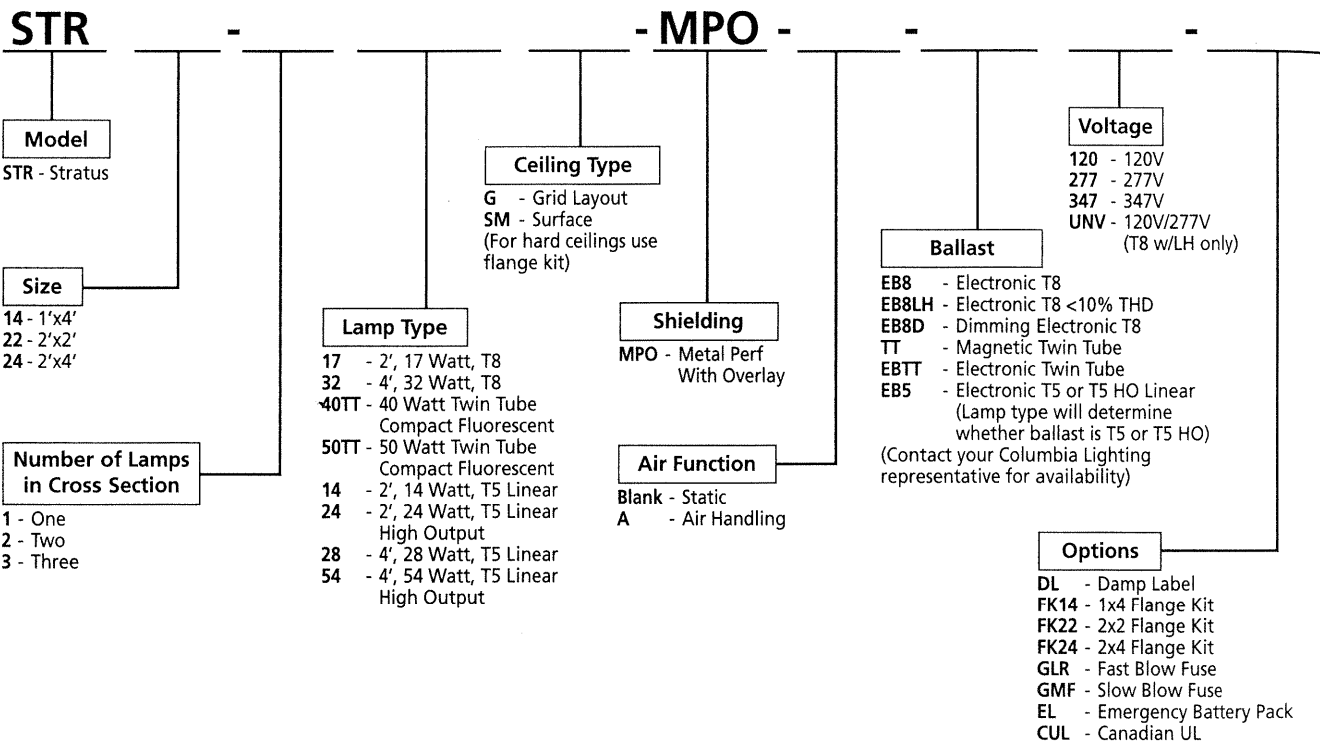 STR - - MPO - - -
Model
STR - Stratus
Size
14 - 1'x4'
22 - 2'x2'
24 - 2'x4'
Number of Lamps
in Cross Section
1 - One
2 - Two
3 - Three
Lamp Type
17 - 2', 17 Watt, T8
32 - 4', 32 Watt, T8
40TT - 40 Watt Twin Tube
Compact Fluorescent
50TT - 50 Watt Twin Tube
Compact Fluorescent
14 - 2', 14 Watt, T5 Linear
24 - 2', 24 Watt, T5 Linear
High Output
28 - 4', 28 Watt, T5 Linear
54 - 4', 54 Watt, T5 Linear
High Output
Ceiling Type
G - Grid Layout
SM - Surface
(For hard ceilings use
flange kit)
Shielding
MPO - Metal Perf
With Overlay
Air Function
Blank - Static
A - Air Handling
Ballast
EB8 - Electronic T8
EB8LH - Electronic T8 <10% THD
EB8D - Dimming Electronic T8
TT - Magnetic Twin Tube
EBTT - Electronic Twin Tube
EB5 - Electronic T5 or T5 HO Linear
(Lamp type will determine
whether ballast is T5 or T5 HO)
(Contact your Columbia Lighting
representative for availability)
Voltage
120 - 120V
277 - 277V
347 - 347V
UNV - 120V/277V
(T8 w/LH only)
Options
DL - Damp Label
FK14 - 1x4 Flange Kit
FK22 - 2x2 Flange Kit
FK24 - 2x4 Flange Kit
GLR - Fast Blow Fuse
GMF - Slow Blow Fuse
EL - Emergency Battery Pack
CUL - Canadian UL